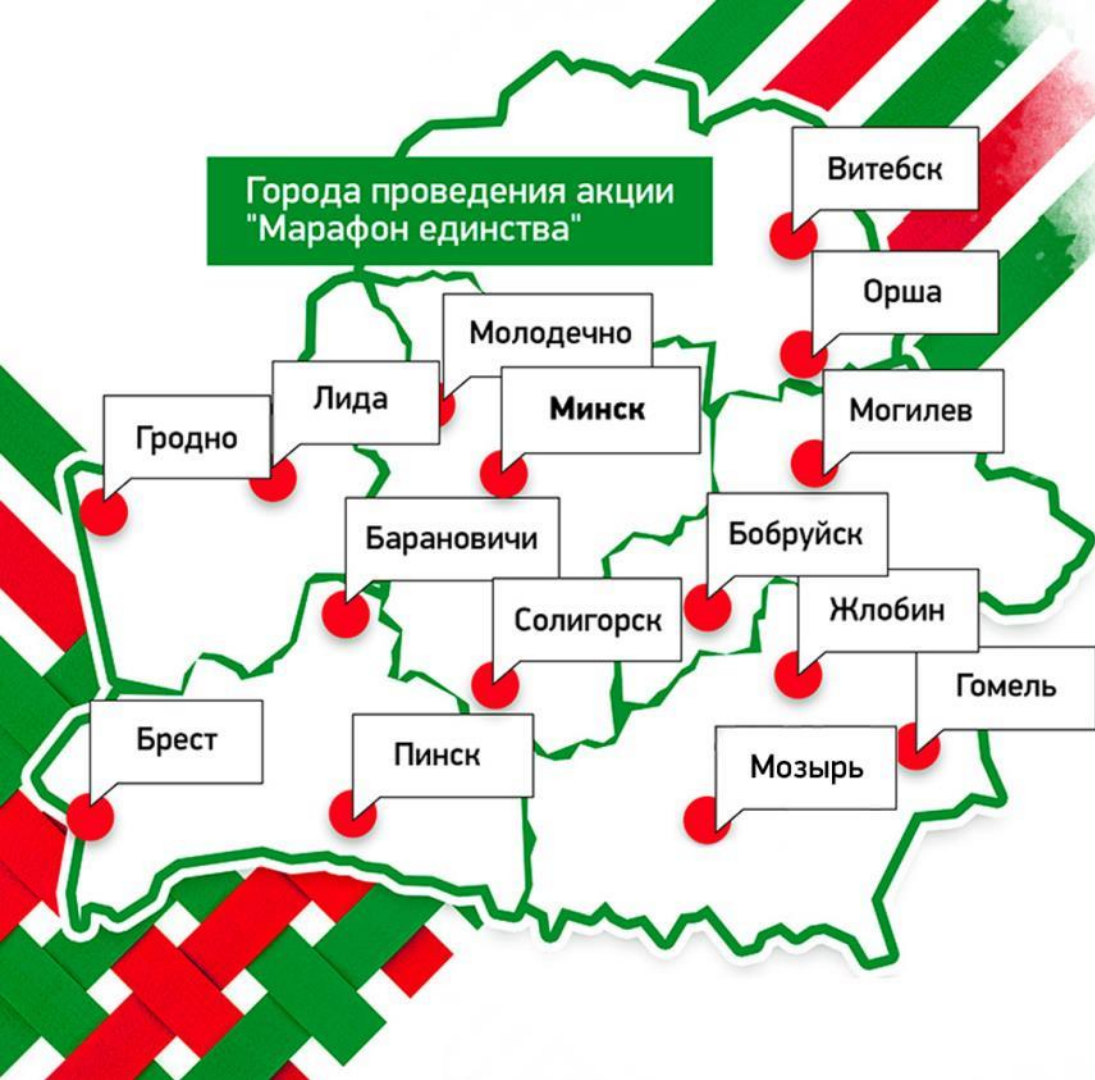 Города проведения акции
"Марафон единства"
Витебск
Орша
Молодечно
Лида
Минск
Могилев
Гродно
Барановичи
Бобруйск
Солигорск
Жлобин
Гомель
Брест
Пинск
Мозырь